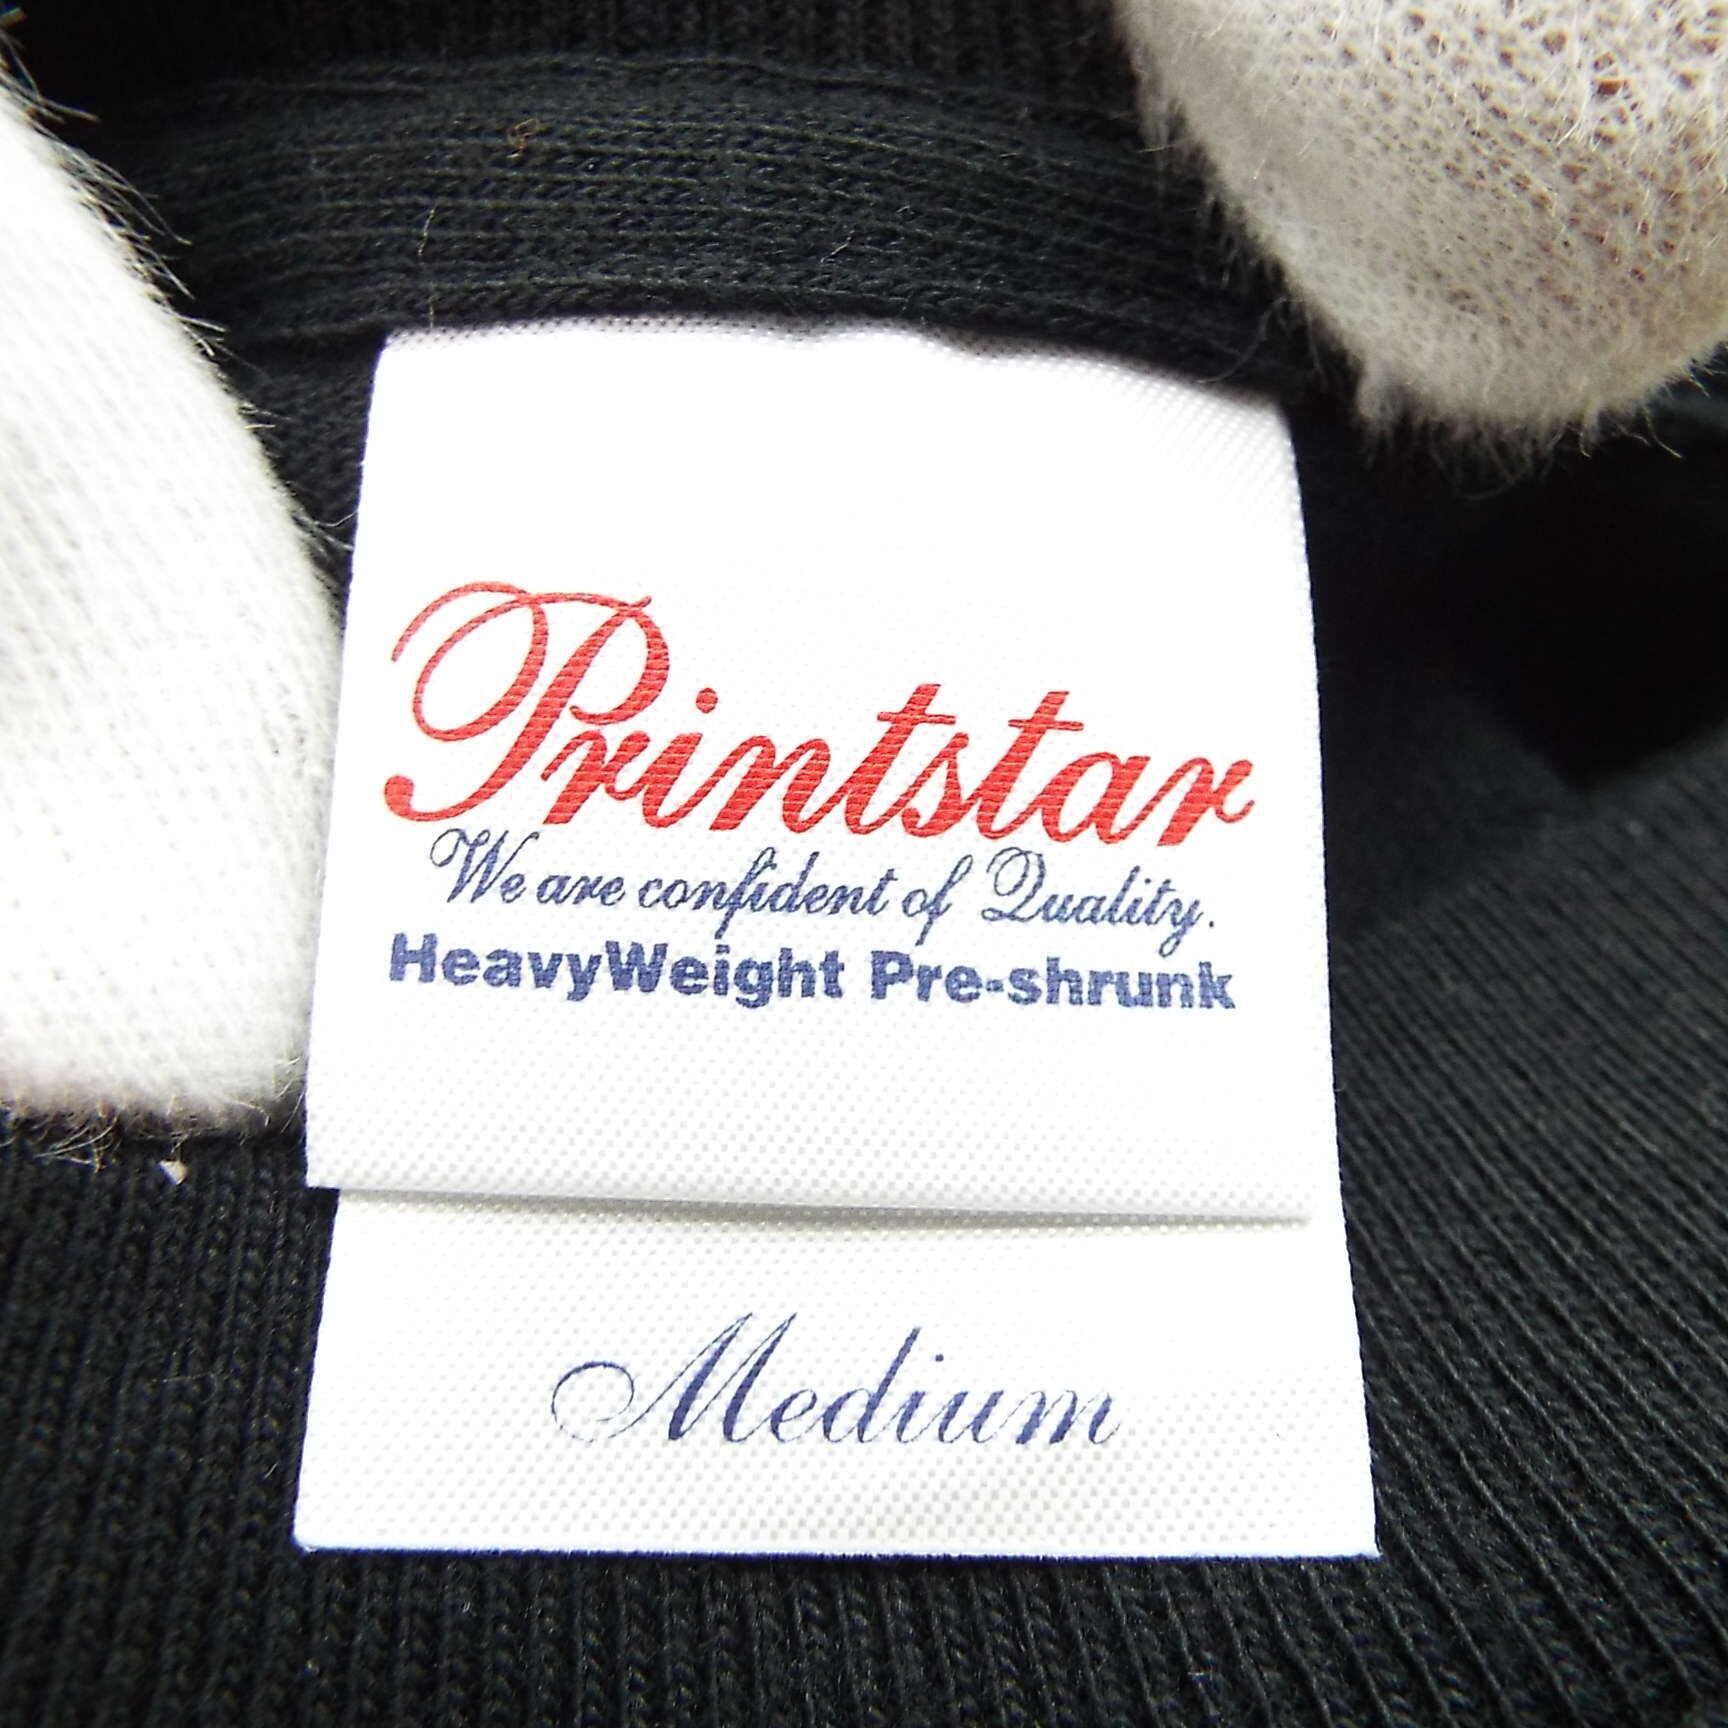 Printstar
We are confident of Quality.
HeavyWeight Pre-shrunk
Medium